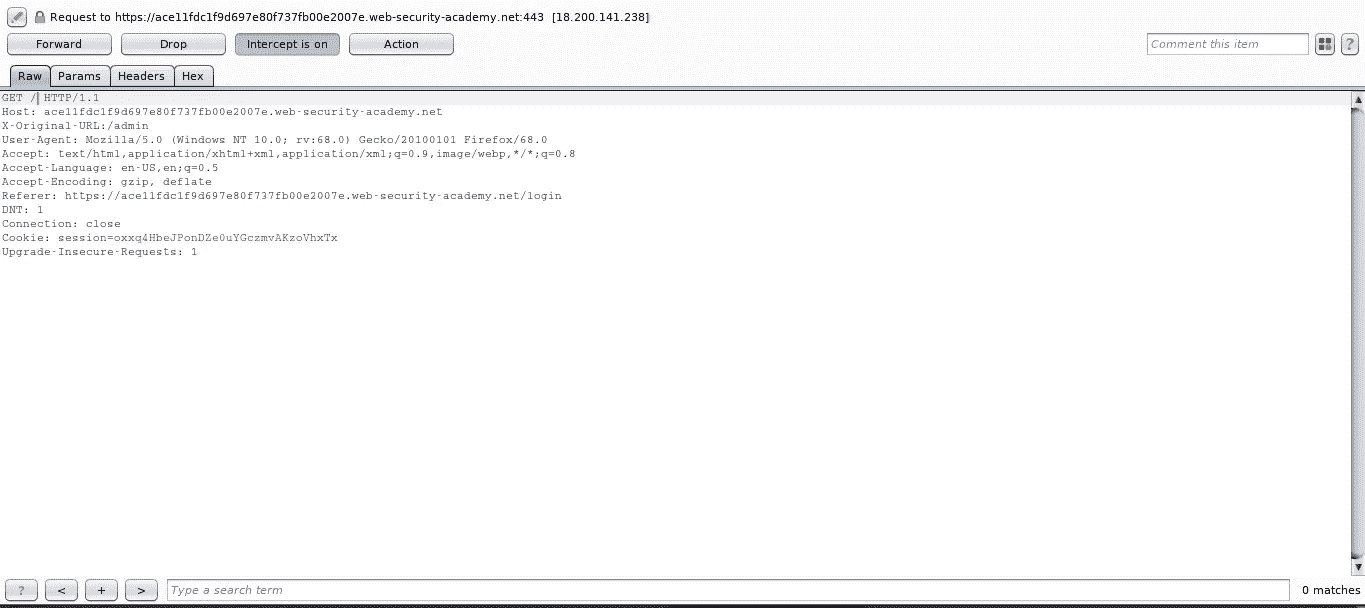 Request to https://ace11fdc1f9d697e80f737fb00e2007e.web-security-academy.net:443 [18.200.141.238]
Forward Drop Intercept is on Action Comment this item ?
Raw Params Headers Hex
GET / HTTP/1.1
Host: ace11fdc1f9d697e80f737fb00e2007e.web-security-academy.net
X-Original-URL:/admin
User-Agent: Mozilla/5.0 (Windows NT 10.0; rv:68.0) Gecko/20100101 Firefox/68.0
Accept: text/html,application/xhtml+xml,application/xml;q=0.9,image/webp,*/*;q=0.8
Accept-Language: en-US,en;q=0.5
Accept-Encoding: gzip, deflate
Referer: https://ace11fdc1f9d697e80f737fb00e2007e.web-security-academy.net/login
DNT: 1
Connection: close
Cookie: session=oxxq4HbeJPonDZe0uYGczmvAKzoVhxTx
Upgrade-Insecure-Requests: 1
? < + > Type a search term 0 matches